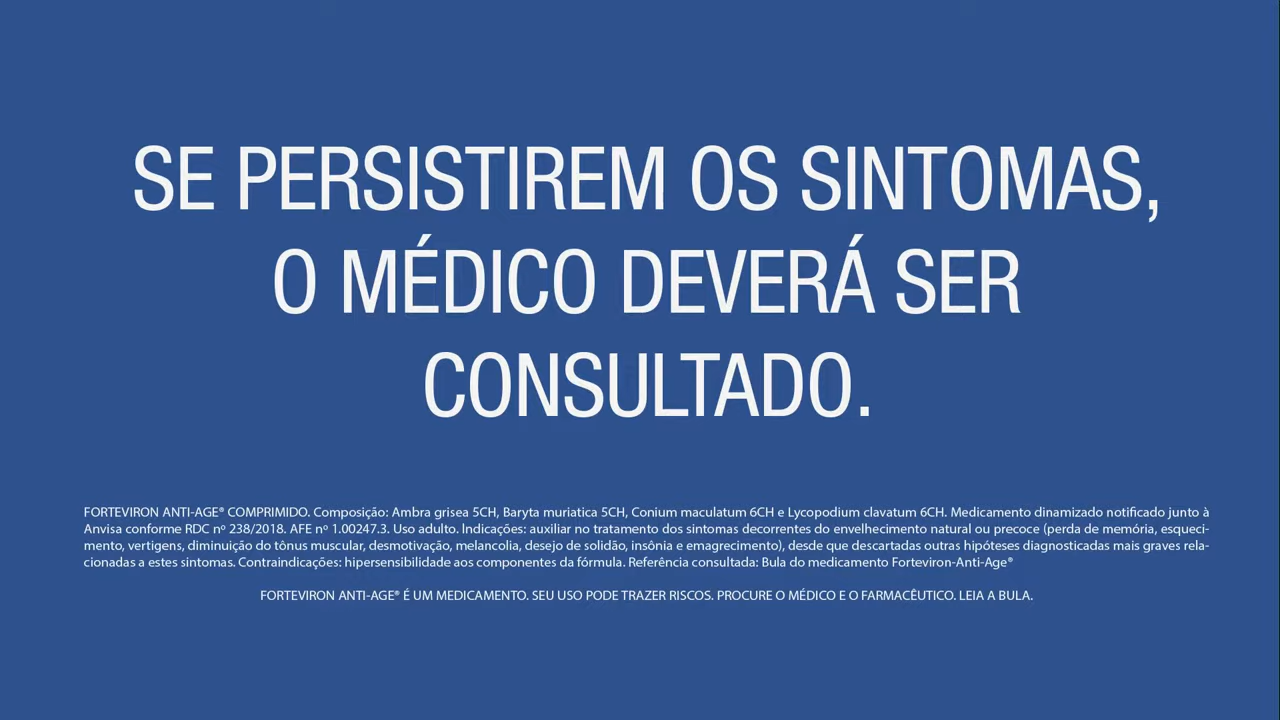 SE PERSISTIREM OS SINTOMAS,
O MÉDICO DEVERÁ SER
CONSULTADO.
FORTEVIRON ANTI-AGE® COMPRIMIDO. Composição: Ambra grisea 5CH, Baryta muriatica 5CH, Conium maculatum 6CH e Lycopodium clavatum 6CH. Medicamento dinamizado notificado junto à
Anvisa conforme RDC nº 238/2018. AFE nº 1.00247.3. Uso adulto. Indicações: auxiliar no tratamento dos sintomas decorrentes do envelhecimento natural ou precoce (perda de memória, esqueci-
mento, vertigens, diminuição do tônus muscular, desmotivação, melancolia, desejo de solidão, insônia e emagrecimento), desde que descartadas outras hipóteses diagnosticadas mais graves rela-
cionadas a estes sintomas. Contraindicações: hipersensibilidade aos componentes da fórmula. Referência consultada: Bula do medicamento Forteviron-Anti-Age®
FORTEVIRON ANTI-AGE® É UM MEDICAMENTO. SEU USO PODE TRAZER RISCOS. PROCURE O MÉDICO E O FARMACÊUTICO. LEIA A BULA.